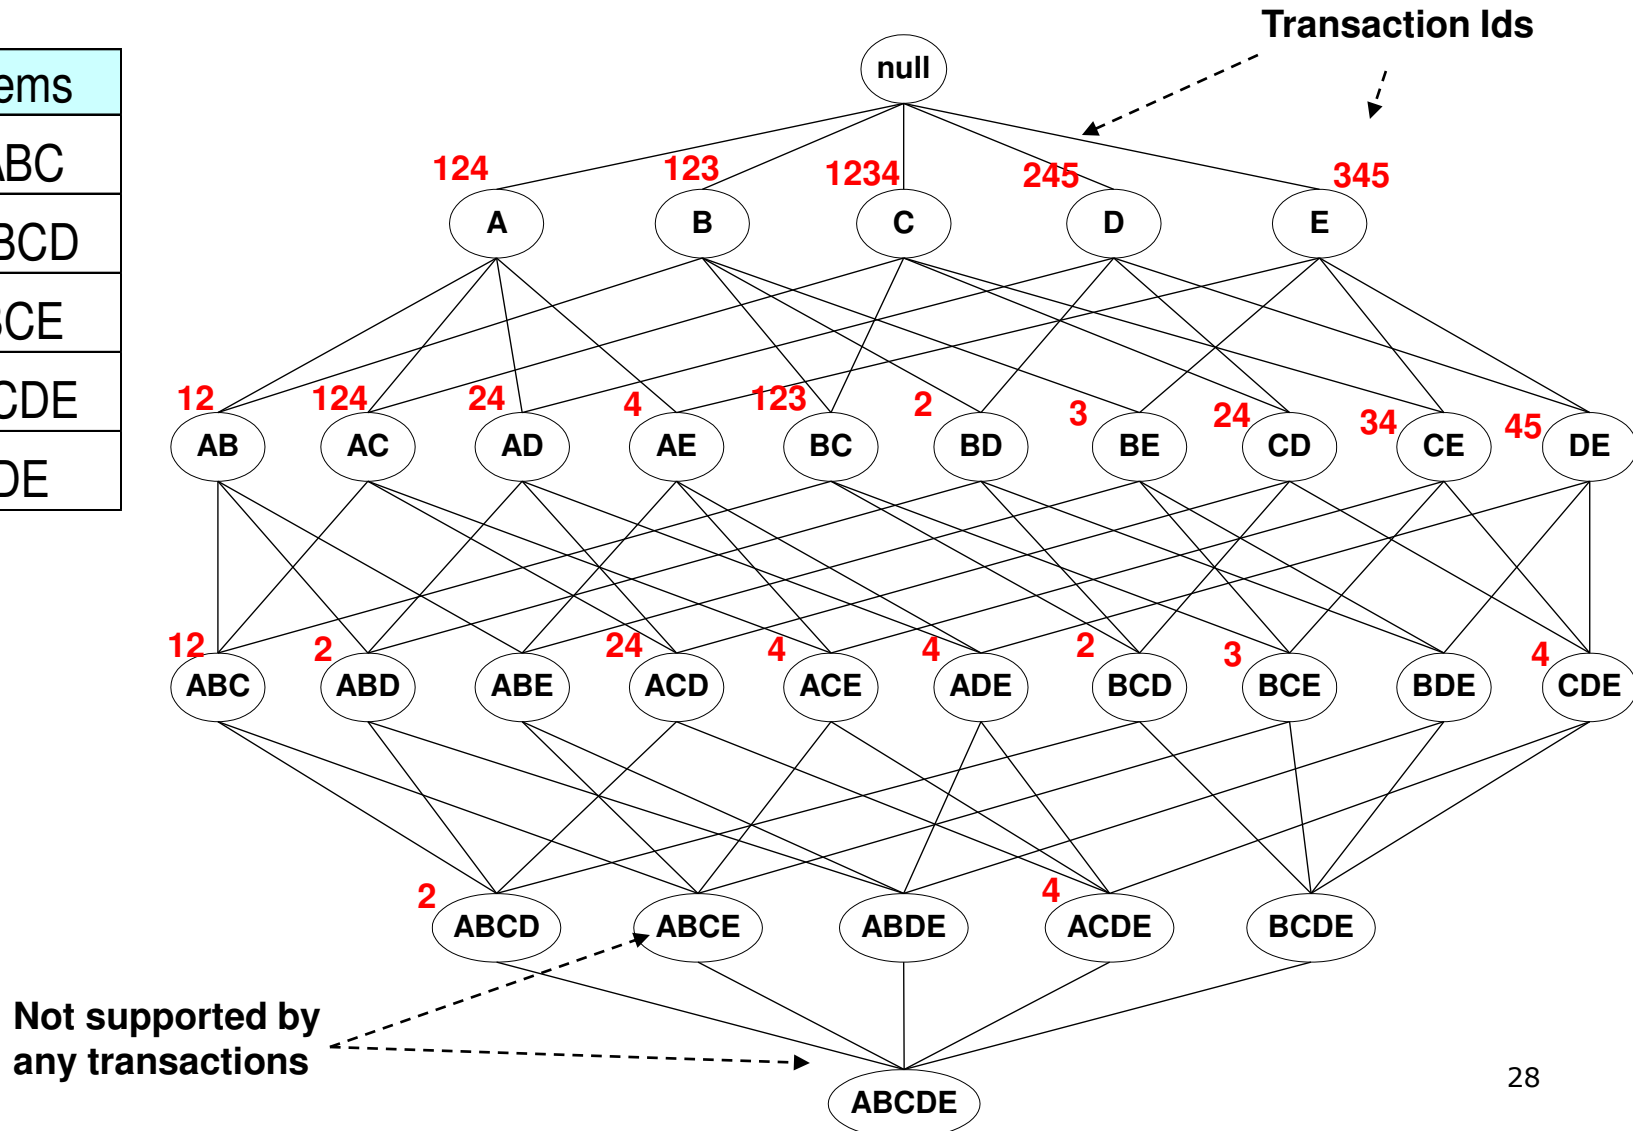 Transaction Ids
ems
ABC
BCD
BCE
CDE
DE
null
124 123 1234 245 345
A B C D E
12 124 24 4 123 2 3 24 34 45
AB AC AD AE BC BD BE CD CE DE
12 2 24 4 4 2 3 4
ABC ABD ABE ACD ACE ADE BCD BCE BDE CDE
2 4
ABCD ABCE ABDE ACDE BCDE
Not supported by
any transactions
ABCDE
28